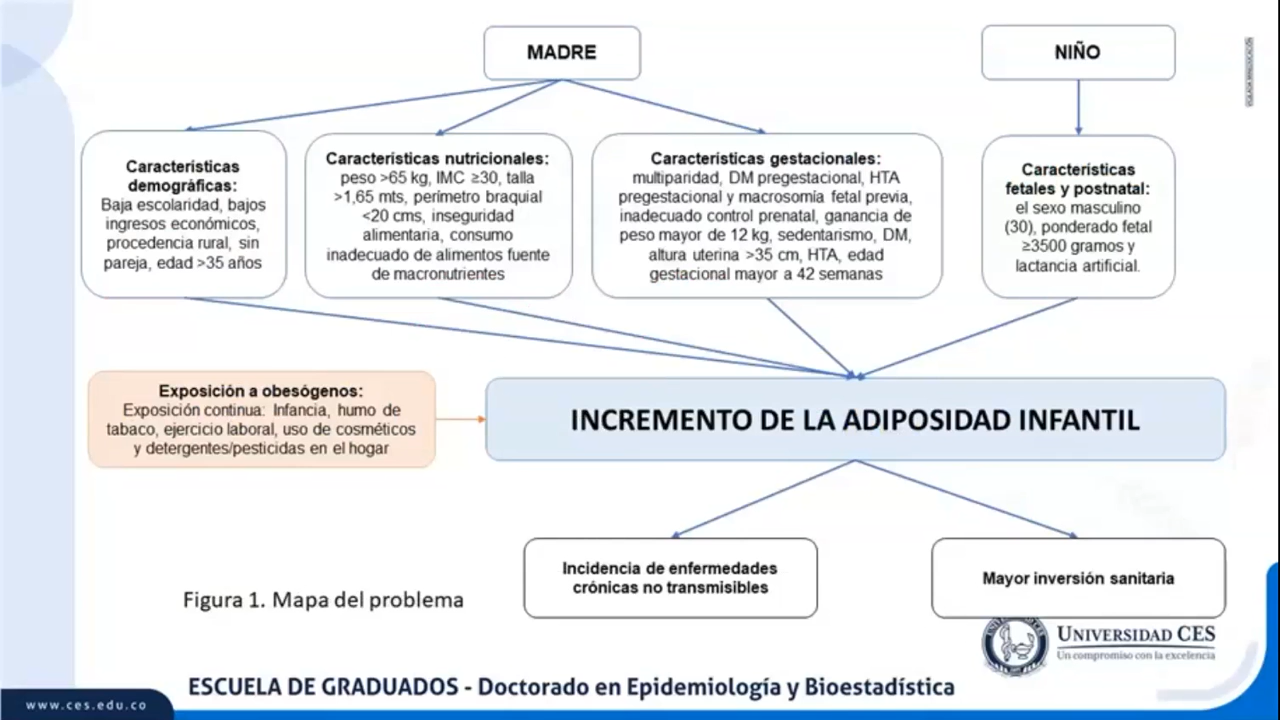 MADRE
NIÑO
Características
demográficas:
Baja escolaridad, bajos
ingresos económicos,
procedencia rural, sin
pareja, edad >35 años
Características nutricionales:
peso >65 kg, IMC ≥30, talla
>1,65 mts, perímetro braquial
<20 cms, inseguridad
alimentaria, consumo
inadecuado de alimentos fuente
de macronutrientes
Características gestacionales:
multiparidad, DM pregestacional, HTA
pregestacional y macrosomía fetal previa,
inadecuado control prenatal, ganancia de
peso mayor de 12 kg, sedentarismo, DM,
altura uterina >35 cm, HTA, edad
gestacional mayor a 42 semanas
Características
fetales y postnatal:
el sexo masculino
(30), ponderado fetal
≥3500 gramos y
lactancia artificial.
Exposición a obesógenos:
Exposición continua: Infancia, humo de
tabaco, ejercicio laboral, uso de cosméticos
y detergentes/pesticidas en el hogar
INCREMENTO DE LA ADIPOSIDAD INFANTIL
Incidencia de enfermedades
crónicas no transmisibles
Mayor inversión sanitaria
Figura 1. Mapa del problema
UNIVERSIDAD CES
Un compromiso con la excelencia
ESCUELA DE GRADUADOS - Doctorado en Epidemiología y Bioestadística
www.ces.edu.co